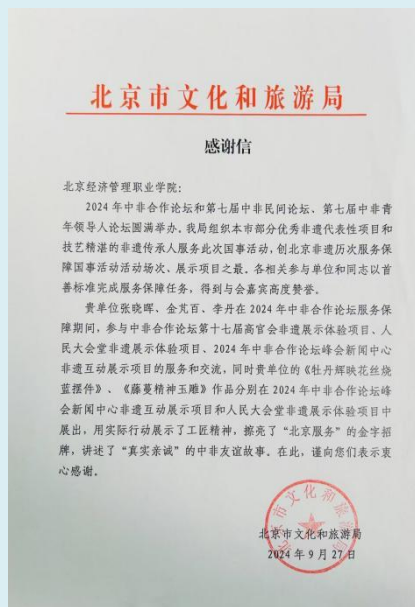 北京市文化和旅游局
感谢信
北京经济管理职业学院：
2024年中非合作论坛和第七届中非民间论坛、第七届中非青
年领导人论坛圆满举办。我局组织本市部分优秀非遗代表性项目和
技艺精湛的非遗传承人服务此次国事活动，创北京非遗历次服务保
障国事活动活动场次、展示项目之最。各相关参与单位和同志以首
善标准完成服务保障任务，得到与会嘉宾高度赞誉。
贵单位张晓晖、金芃百、李丹在2024年中非合作论坛服务保
障期间，参与中非合作论坛第十七届高官会非遗展示体验项目、人
民大会堂非遗展示体验项目、2024年中非合作论坛峰会新闻中心
非遗互动展示项目的服务和交流，同时贵单位的《牡丹辉映花丝烧
蓝摆件》、《藤蔓精神玉雕》作品分别在2024年中非合作论坛峰
会新闻中心非遗互动展示项目和人民大会堂非遗展示体验项目中
展出，用实际行动展示了工匠精神，擦亮了“北京服务”的金字招
牌，讲述了“真实亲诚”的中非友谊故事。在此，谨向您们表示衷
心感谢。
北京市文化和旅游局
北京市文化和旅游局
2024年9月27日